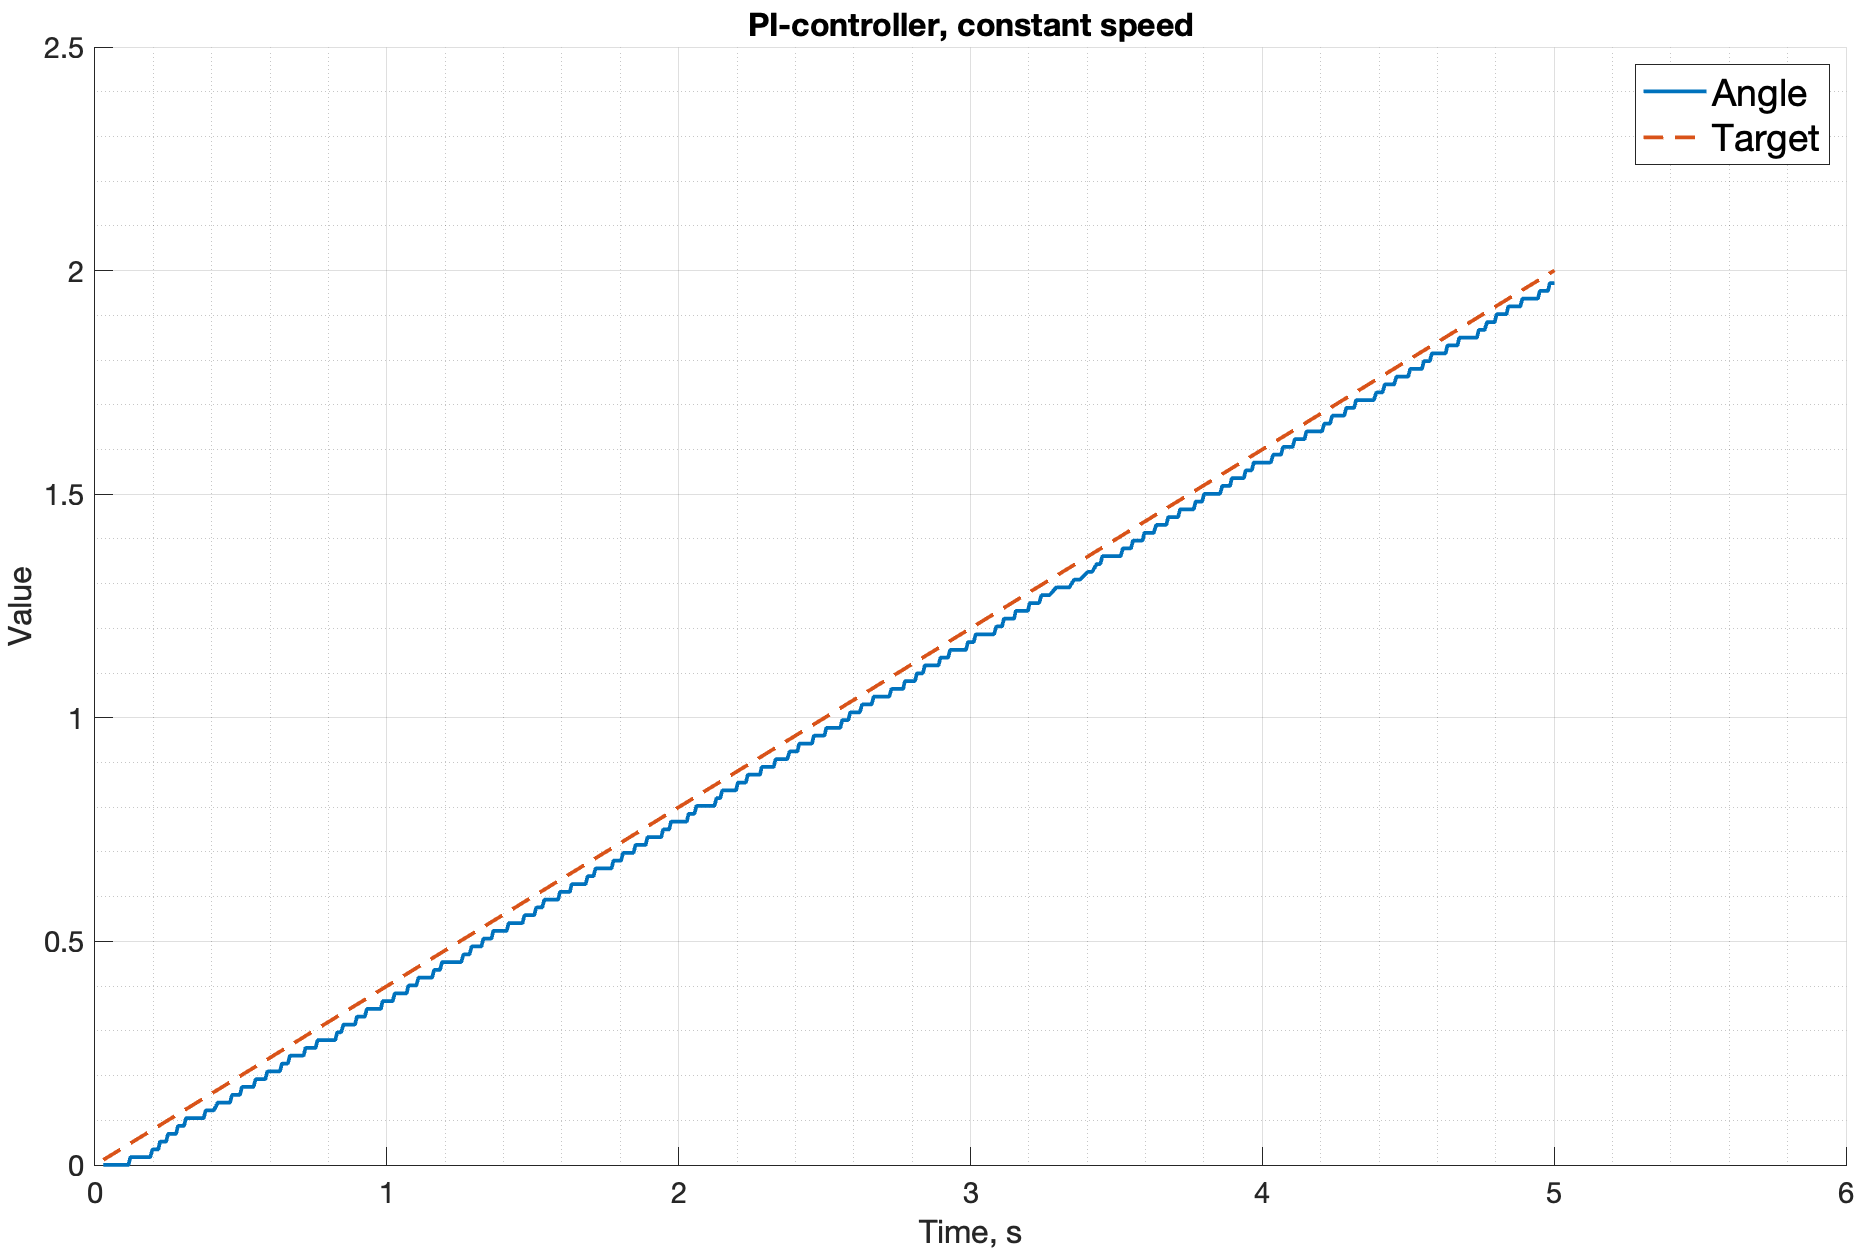 PI-controller, constant speed
2.5
Angle
Target
2
1.5
Value
1
0.5
0
0 1 2 3 4 5 6
Time, s